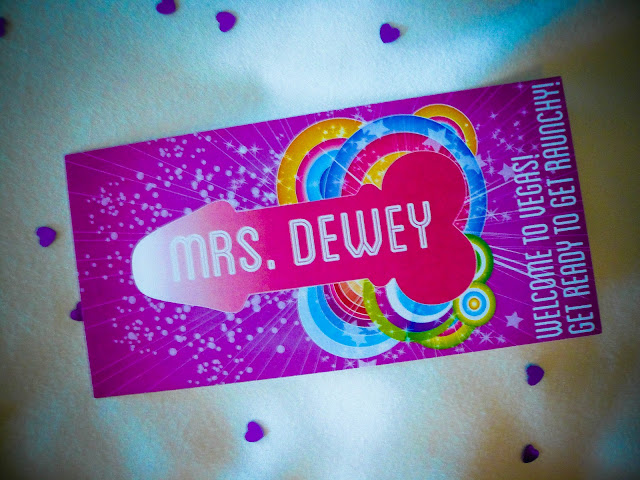 MRS. DEWEY
WELCOME TO VEGAS!
GET READY TO GET RAUNCHY!